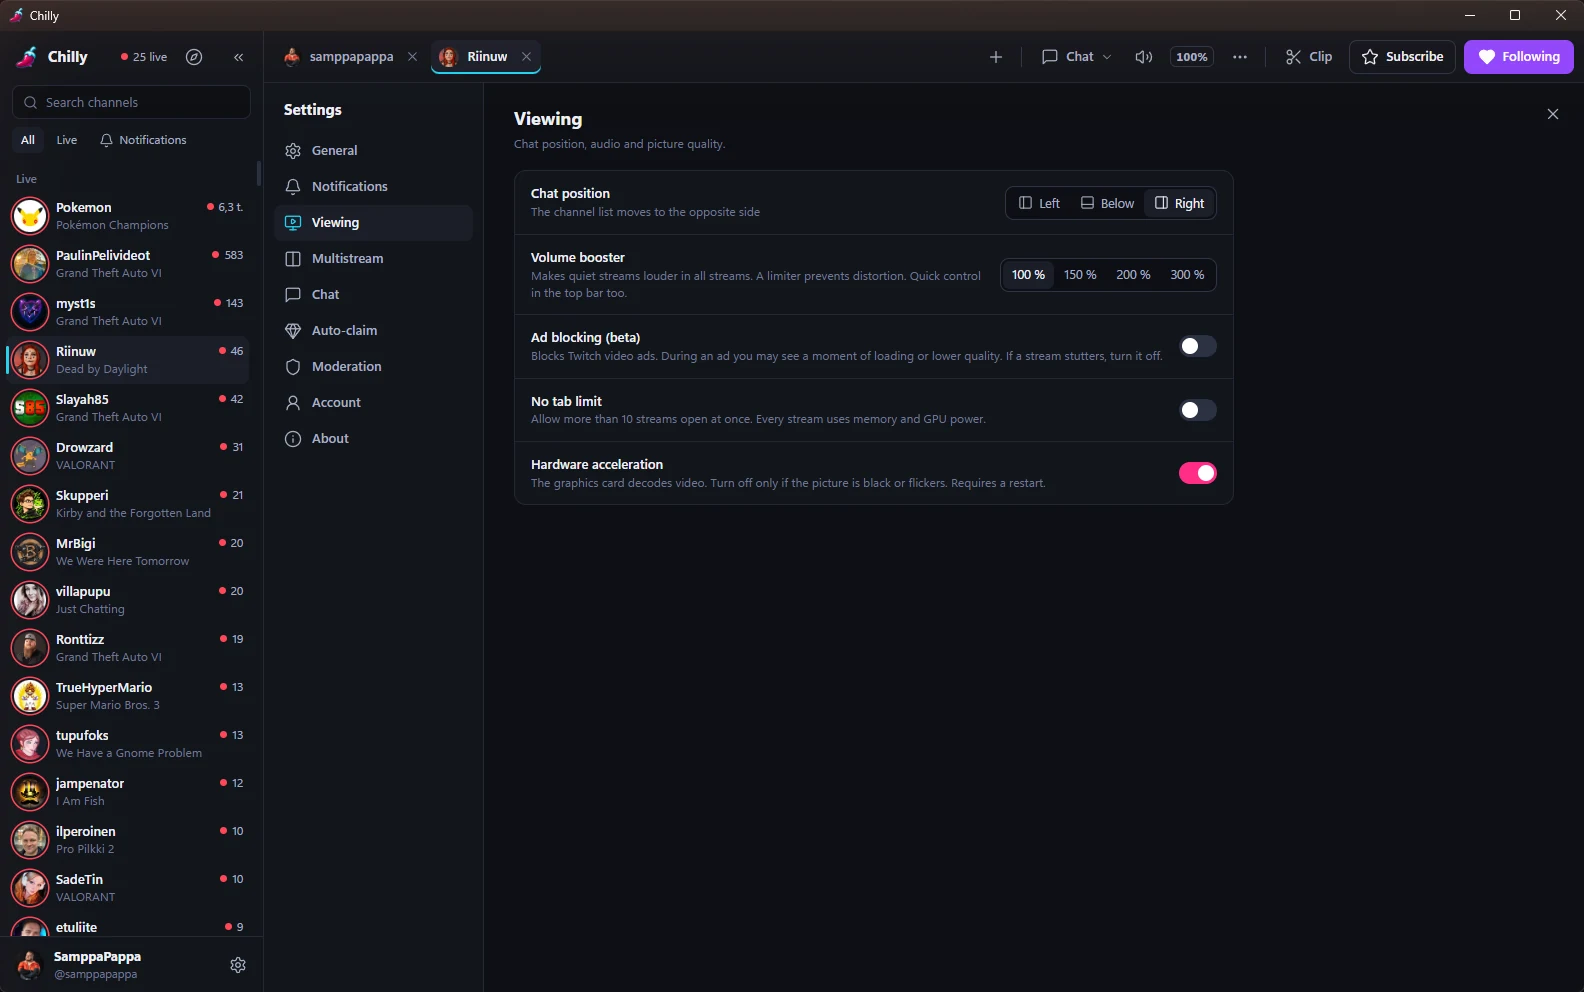 Chilly
Chilly
25 live
Search channels
All
Live
Notifications
Live
Pokemon
6,3 t.
Pokémon Champions
PaulinPelivideot
583
Grand Theft Auto VI
myst1s
143
Grand Theft Auto VI
Riinuw
46
Dead by Daylight
Slayah85
42
Grand Theft Auto VI
Drowzard
31
VALORANT
Skupperi
21
Kirby and the Forgotten Land
MrBigi
20
We Were Here Tomorrow
villapupu
20
Just Chatting
Ronttizz
19
Grand Theft Auto VI
TrueHyperMario
13
Super Mario Bros. 3
tupufoks
13
We Have a Gnome Problem
jampenator
12
I Am Fish
ilperoinen
10
Pro Pilkki 2
SadeTin
10
VALORANT
etuliite
9
SamppaPappa
@samppapappa
samppapappa
Riinuw
Chat
100%
Clip
Subscribe
Following
Settings
General
Notifications
Viewing
Multistream
Chat
Auto-claim
Moderation
Account
About
Viewing
Chat position, audio and picture quality.
Chat position
The channel list moves to the opposite side
Left
Below
Right
Volume booster
Makes quiet streams louder in all streams. A limiter prevents distortion. Quick control
in the top bar too.
100 %
150 %
200 %
300 %
Ad blocking (beta)
Blocks Twitch video ads. During an ad you may see a moment of loading or lower quality. If a stream stutters, turn it off.
No tab limit
Allow more than 10 streams open at once. Every stream uses memory and GPU power.
Hardware acceleration
The graphics card decodes video. Turn off only if the picture is black or flickers. Requires a restart.